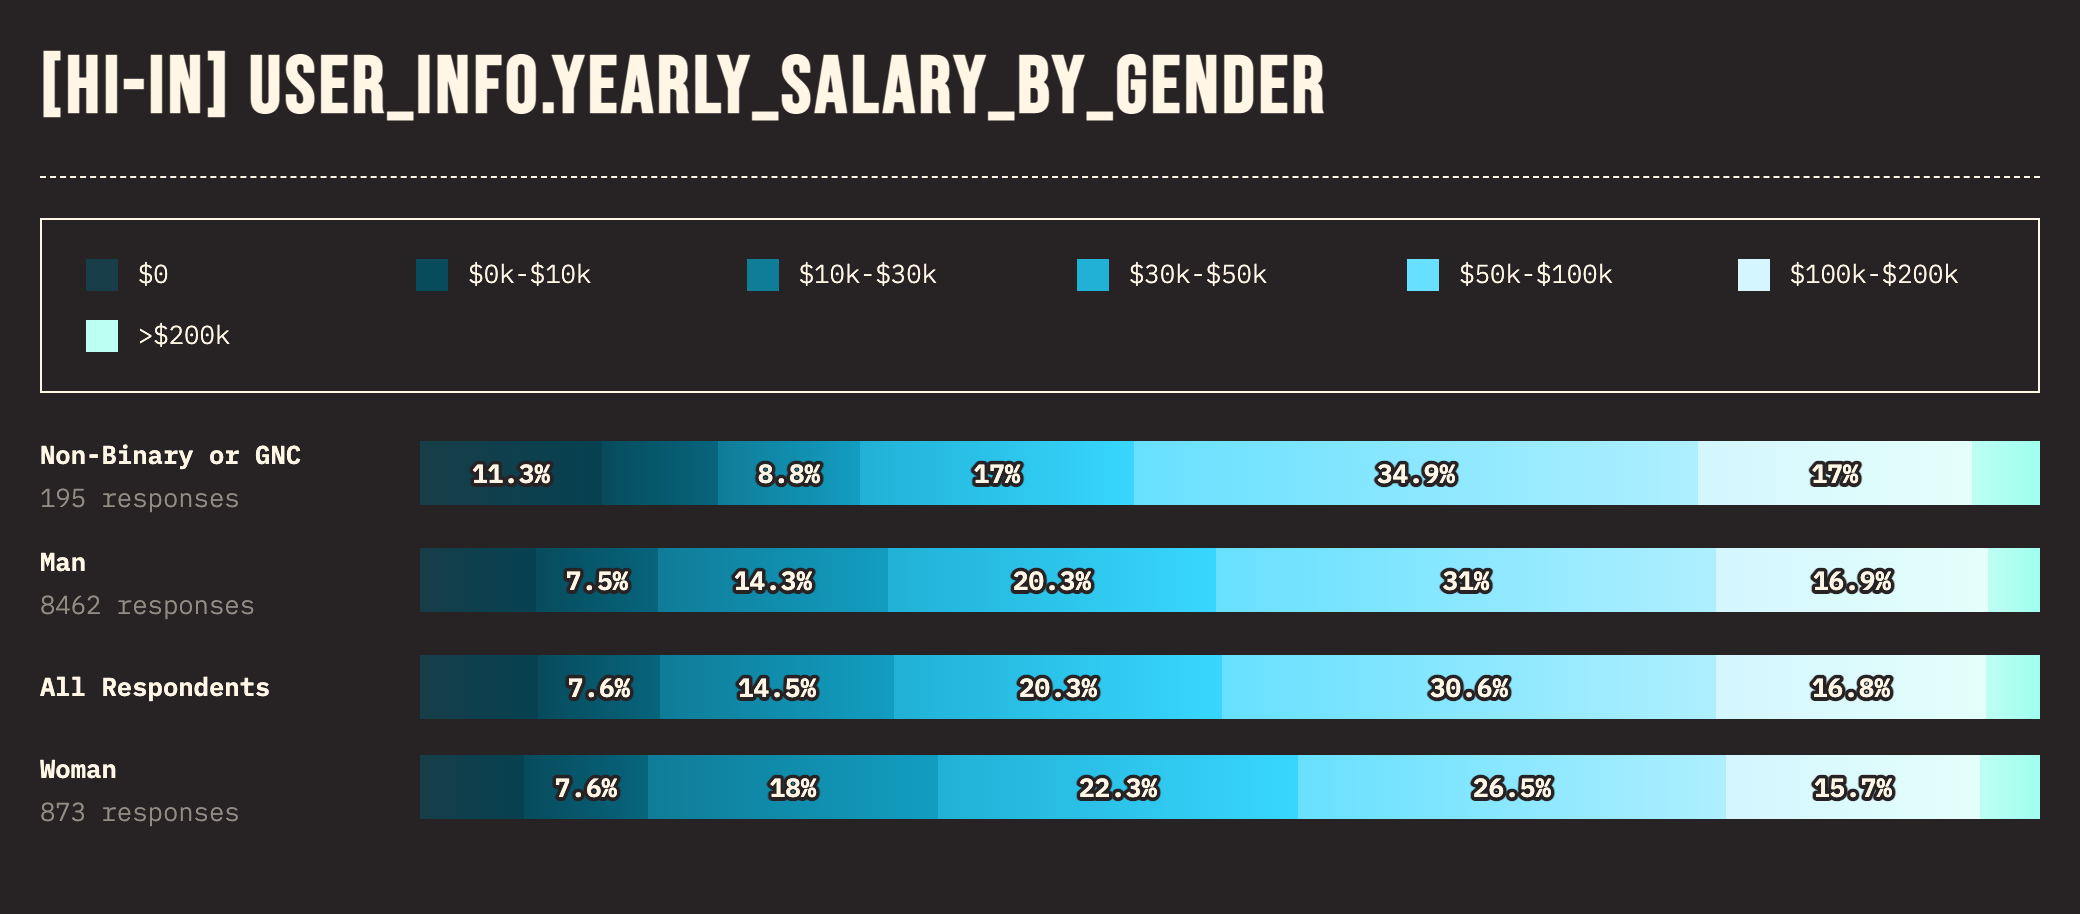 [HI-IN] USER_INFO.YEARLY_SALARY_BY_GENDER
$0 $0k-$10k $10k-$30k $30k-$50k $50k-$100k $100k-$200k
>$200k
Non-Binary or GNC
195 responses
11.3% 8.8% 17% 34.9% 17%
Man
8462 responses
7.5% 14.3% 20.3% 31% 16.9%
All Respondents
7.6% 14.5% 20.3% 30.6% 16.8%
Woman
873 responses
7.6% 18% 22.3% 26.5% 15.7%